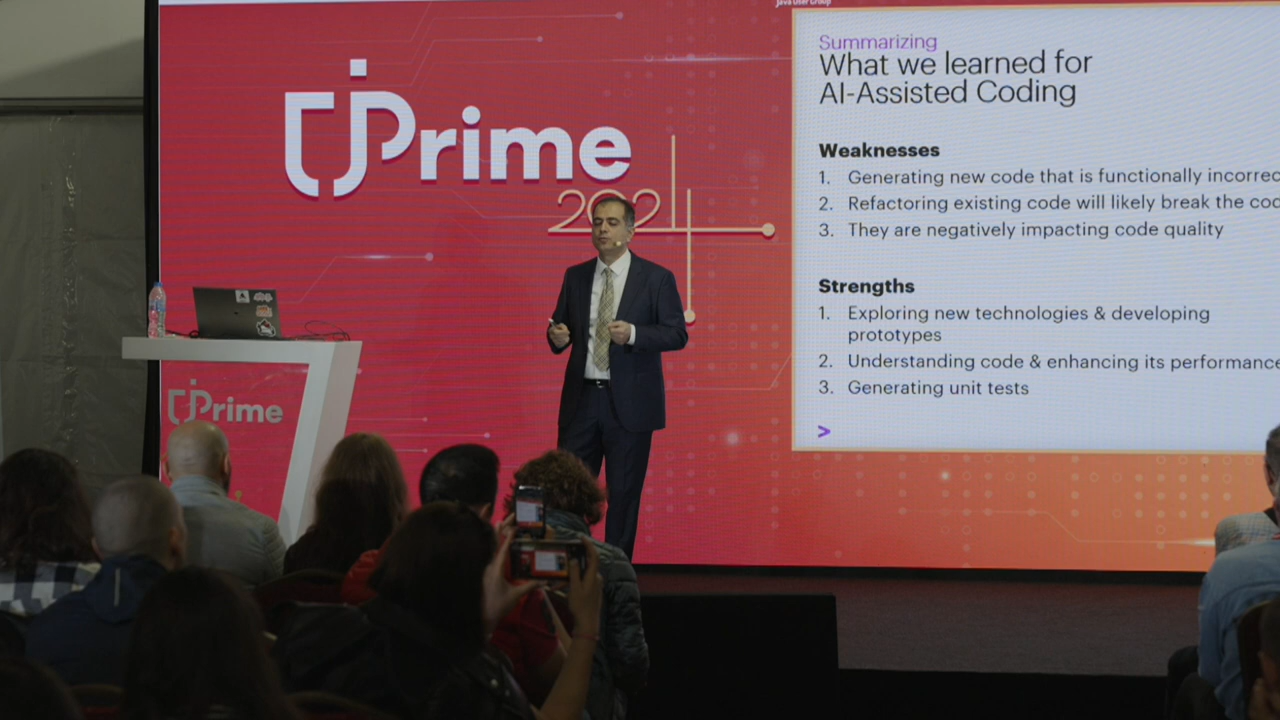 Java User Group
jPrime
2024
Summarizing
What we learned for
AI-Assisted Coding
Weaknesses
1. Generating new code that is functionally incorrec
2. Refactoring existing code will likely break the cod
3. They are negatively impacting code quality
Strengths
1. Exploring new technologies & developing
prototypes
2. Understanding code & enhancing its performance
3. Generating unit tests
>
jPrime